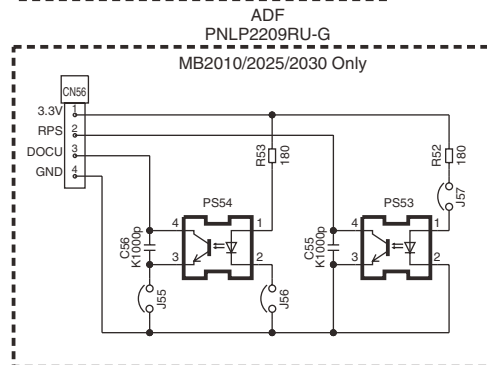 ADF
PNLP2209RU-G
MB2010/2025/2030 Only
CN56
3.3V 1
RPS 2
DOCU 3
GND 4
R53
180
R52
180
J57
PS54
PS53
4
1
3
2
4
1
3
2
C56
K1000p
C55
K1000p
J55
J56